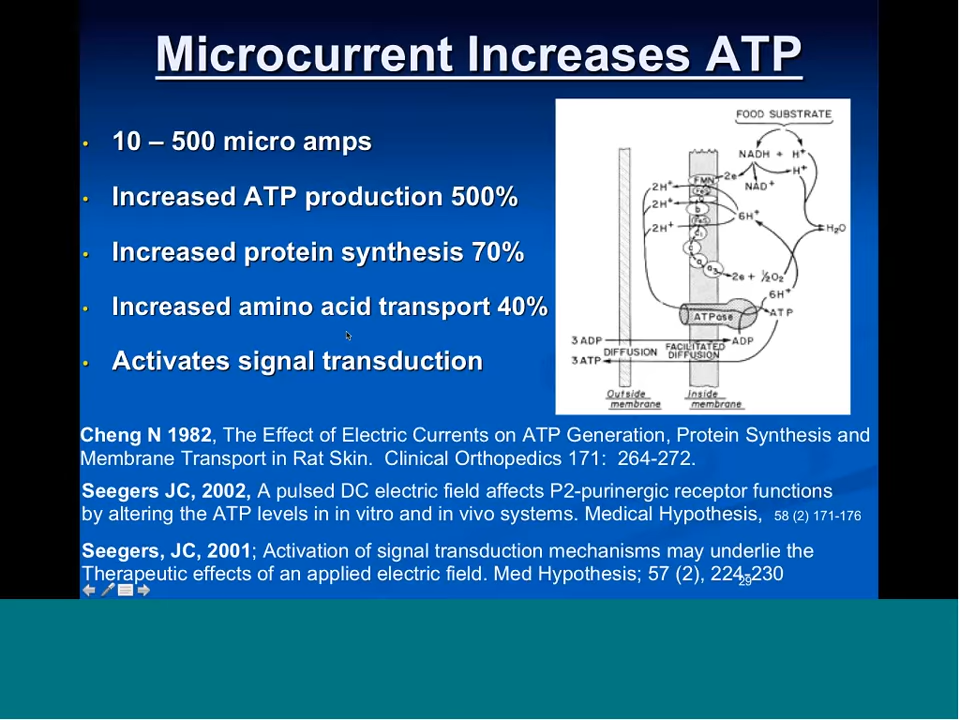 Microcurrent Increases ATP
• 10 – 500 micro amps
• Increased ATP production 500%
• Increased protein synthesis 70%
• Increased amino acid transport 40%
• Activates signal transduction
FOOD SUBSTRATE
NADH + H⁺
H⁺
NAD⁺
FMN
2e
2H⁺
2H⁺
2H⁺
6H⁺
b
c₁
c
a
a₃
H₂O
2e + ½O₂
6H⁺
ATPase
ATP
3 ADP
ADP
DIFFUSION
FACILITATED
DIFFUSION
3 ATP
Outside
membrane
Inside
membrane
Cheng N 1982, The Effect of Electric Currents on ATP Generation, Protein Synthesis and
Membrane Transport in Rat Skin. Clinical Orthopedics 171: 264-272.
Seegers JC, 2002, A pulsed DC electric field affects P2-purinergic receptor functions
by altering the ATP levels in in vitro and in vivo systems. Medical Hypothesis, 58 (2) 171-176
Seegers, JC, 2001; Activation of signal transduction mechanisms may underlie the
Therapeutic effects of an applied electric field. Med Hypothesis; 57 (2), 224-230
29